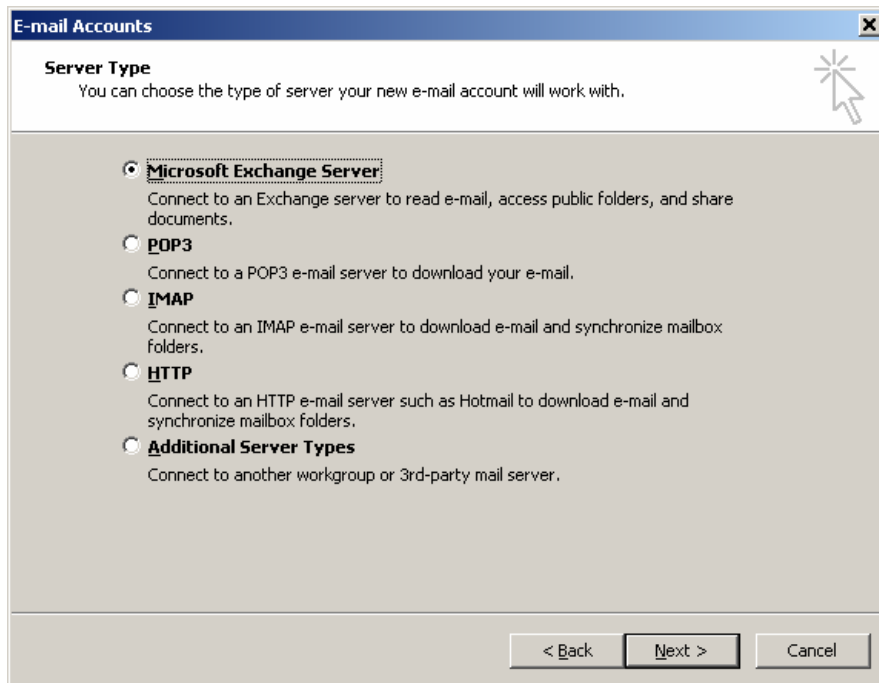 E-mail Accounts
Server Type
You can choose the type of server your new e-mail account will work with.
Microsoft Exchange Server
Connect to an Exchange server to read e-mail, access public folders, and share
documents.
POP3
Connect to a POP3 e-mail server to download your e-mail.
IMAP
Connect to an IMAP e-mail server to download e-mail and synchronize mailbox
folders.
HTTP
Connect to an HTTP e-mail server such as Hotmail to download e-mail and
synchronize mailbox folders.
Additional Server Types
Connect to another workgroup or 3rd-party mail server.
< Back Next > Cancel